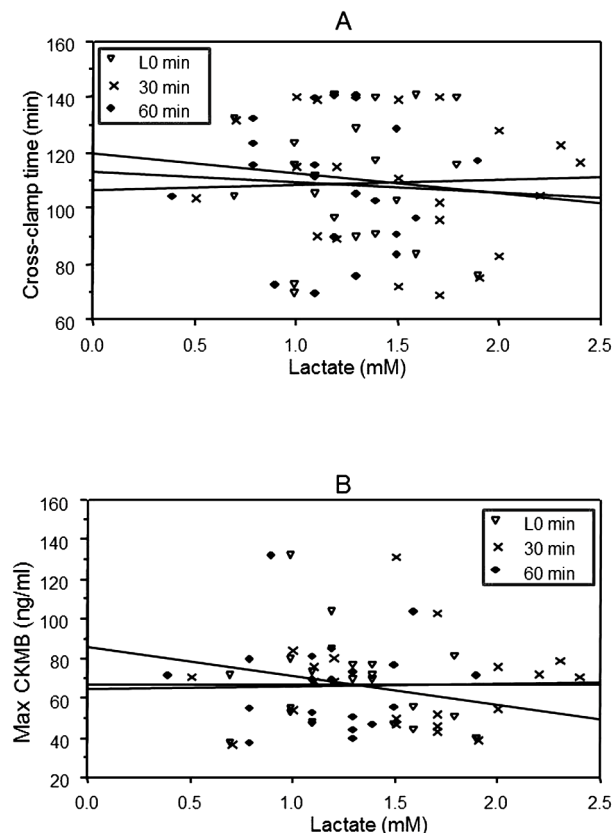 A
160
140
120
100
80
60
Cross-clamp time (min)
L0 min
30 min
60 min
0.0 0.5 1.0 1.5 2.0 2.5
Lactate (mM)
B
160
140
120
100
80
60
40
20
Max CKMB (ng/ml)
L0 min
30 min
60 min
0.0 0.5 1.0 1.5 2.0 2.5
Lactate (mM)